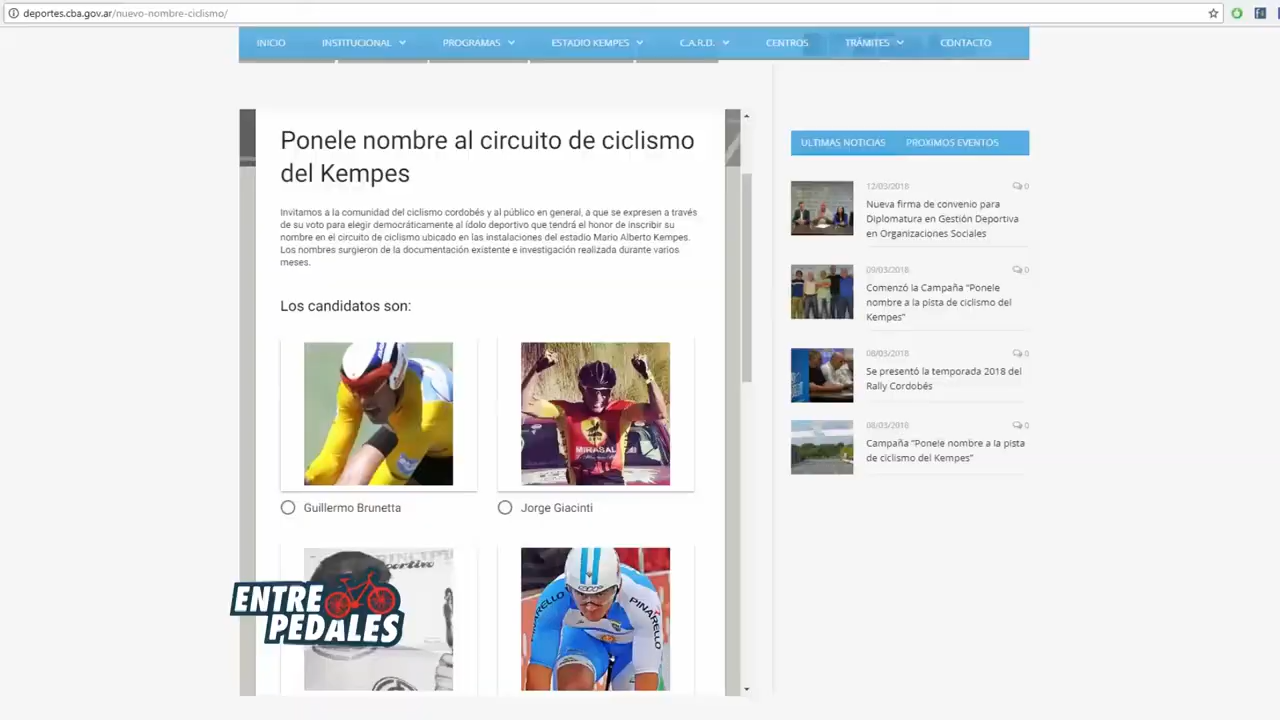 deportes.cba.gov.ar/nuevo-nombre-ciclismo/
INICIO INSTITUCIONAL PROGRAMAS ESTADIO KEMPES C.A.R.D. CENTROS TRÁMITES CONTACTO
Ponele nombre al circuito de ciclismo
del Kempes
Invitamos a la comunidad del ciclismo cordobés y al público en general, a que se expresen a través
de su voto para elegir democráticamente al ídolo deportivo que tendrá el honor de inscribir su
nombre en el circuito de ciclismo ubicado en las instalaciones del estadio Mario Alberto Kempes.
Los nombres surgieron de la documentación existente e investigación realizada durante varios
meses.
Los candidatos son:
MIRASAL
Guillermo Brunetta
Jorge Giacinti
PINARELLO
PINARELLO
ENTRE
PEDALES
ULTIMAS NOTICIAS PROXIMOS EVENTOS
12/03/2018 0
Nueva firma de convenio para
Diplomatura en Gestión Deportiva
en Organizaciones Sociales
09/03/2018 0
Comenzó la Campaña "Ponele
nombre a la pista de ciclismo del
Kempes"
08/03/2018 0
Se presentó la temporada 2018 del
Rally Cordobés
08/03/2018 0
Campaña "Ponele nombre a la pista
de ciclismo del Kempes"